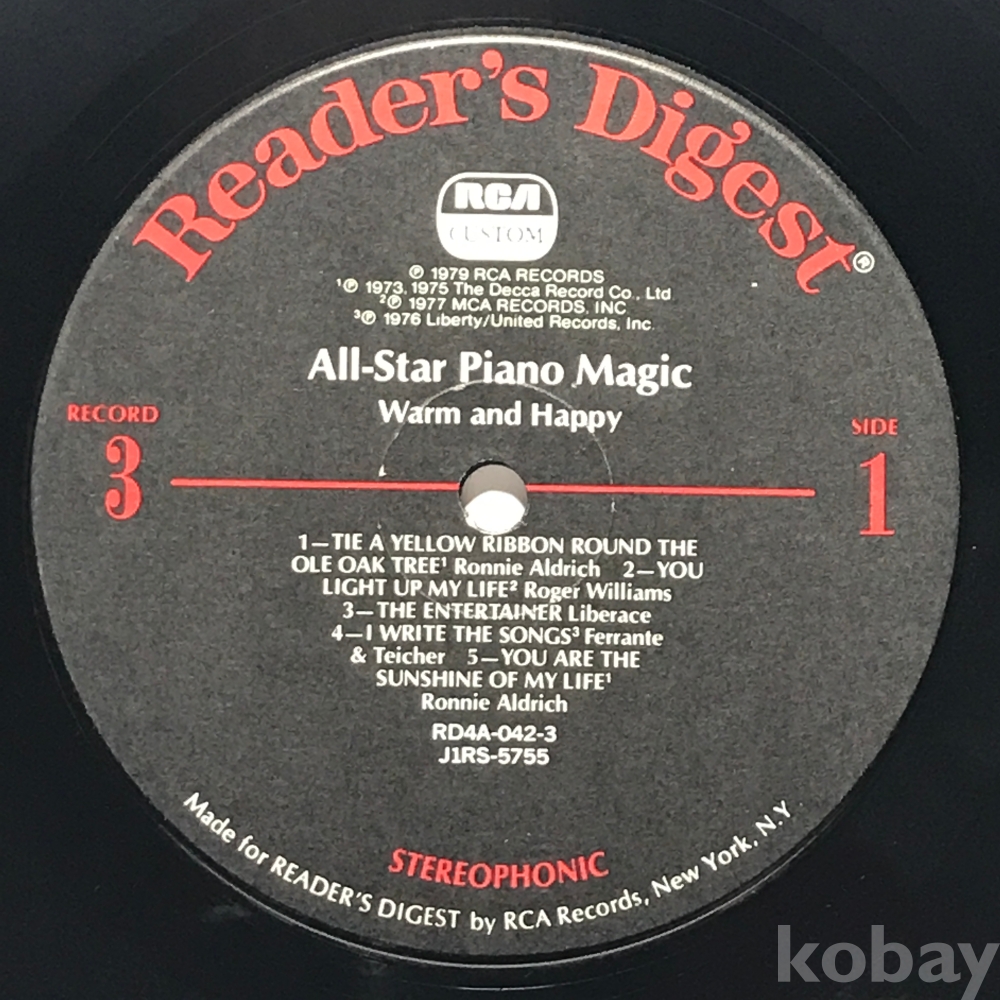 Reader's Digest®
RCA
CUSTOM
℗ 1979 RCA RECORDS
¹℗ 1973, 1975 The Decca Record Co., Ltd
²℗ 1977 MCA RECORDS, INC
³℗ 1976 Liberty/United Records, Inc.
All-Star Piano Magic
Warm and Happy
RECORD
3
SIDE
1
1—TIE A YELLOW RIBBON ROUND THE
OLE OAK TREE¹ Ronnie Aldrich 2—YOU
LIGHT UP MY LIFE² Roger Williams
3—THE ENTERTAINER Liberace
4—I WRITE THE SONGS³ Ferrante
& Teicher 5—YOU ARE THE
SUNSHINE OF MY LIFE¹
Ronnie Aldrich
RD4A-042-3
J1RS-5755
STEREOPHONIC
Made for READER'S DIGEST by RCA Records, New York, N.Y
kobay